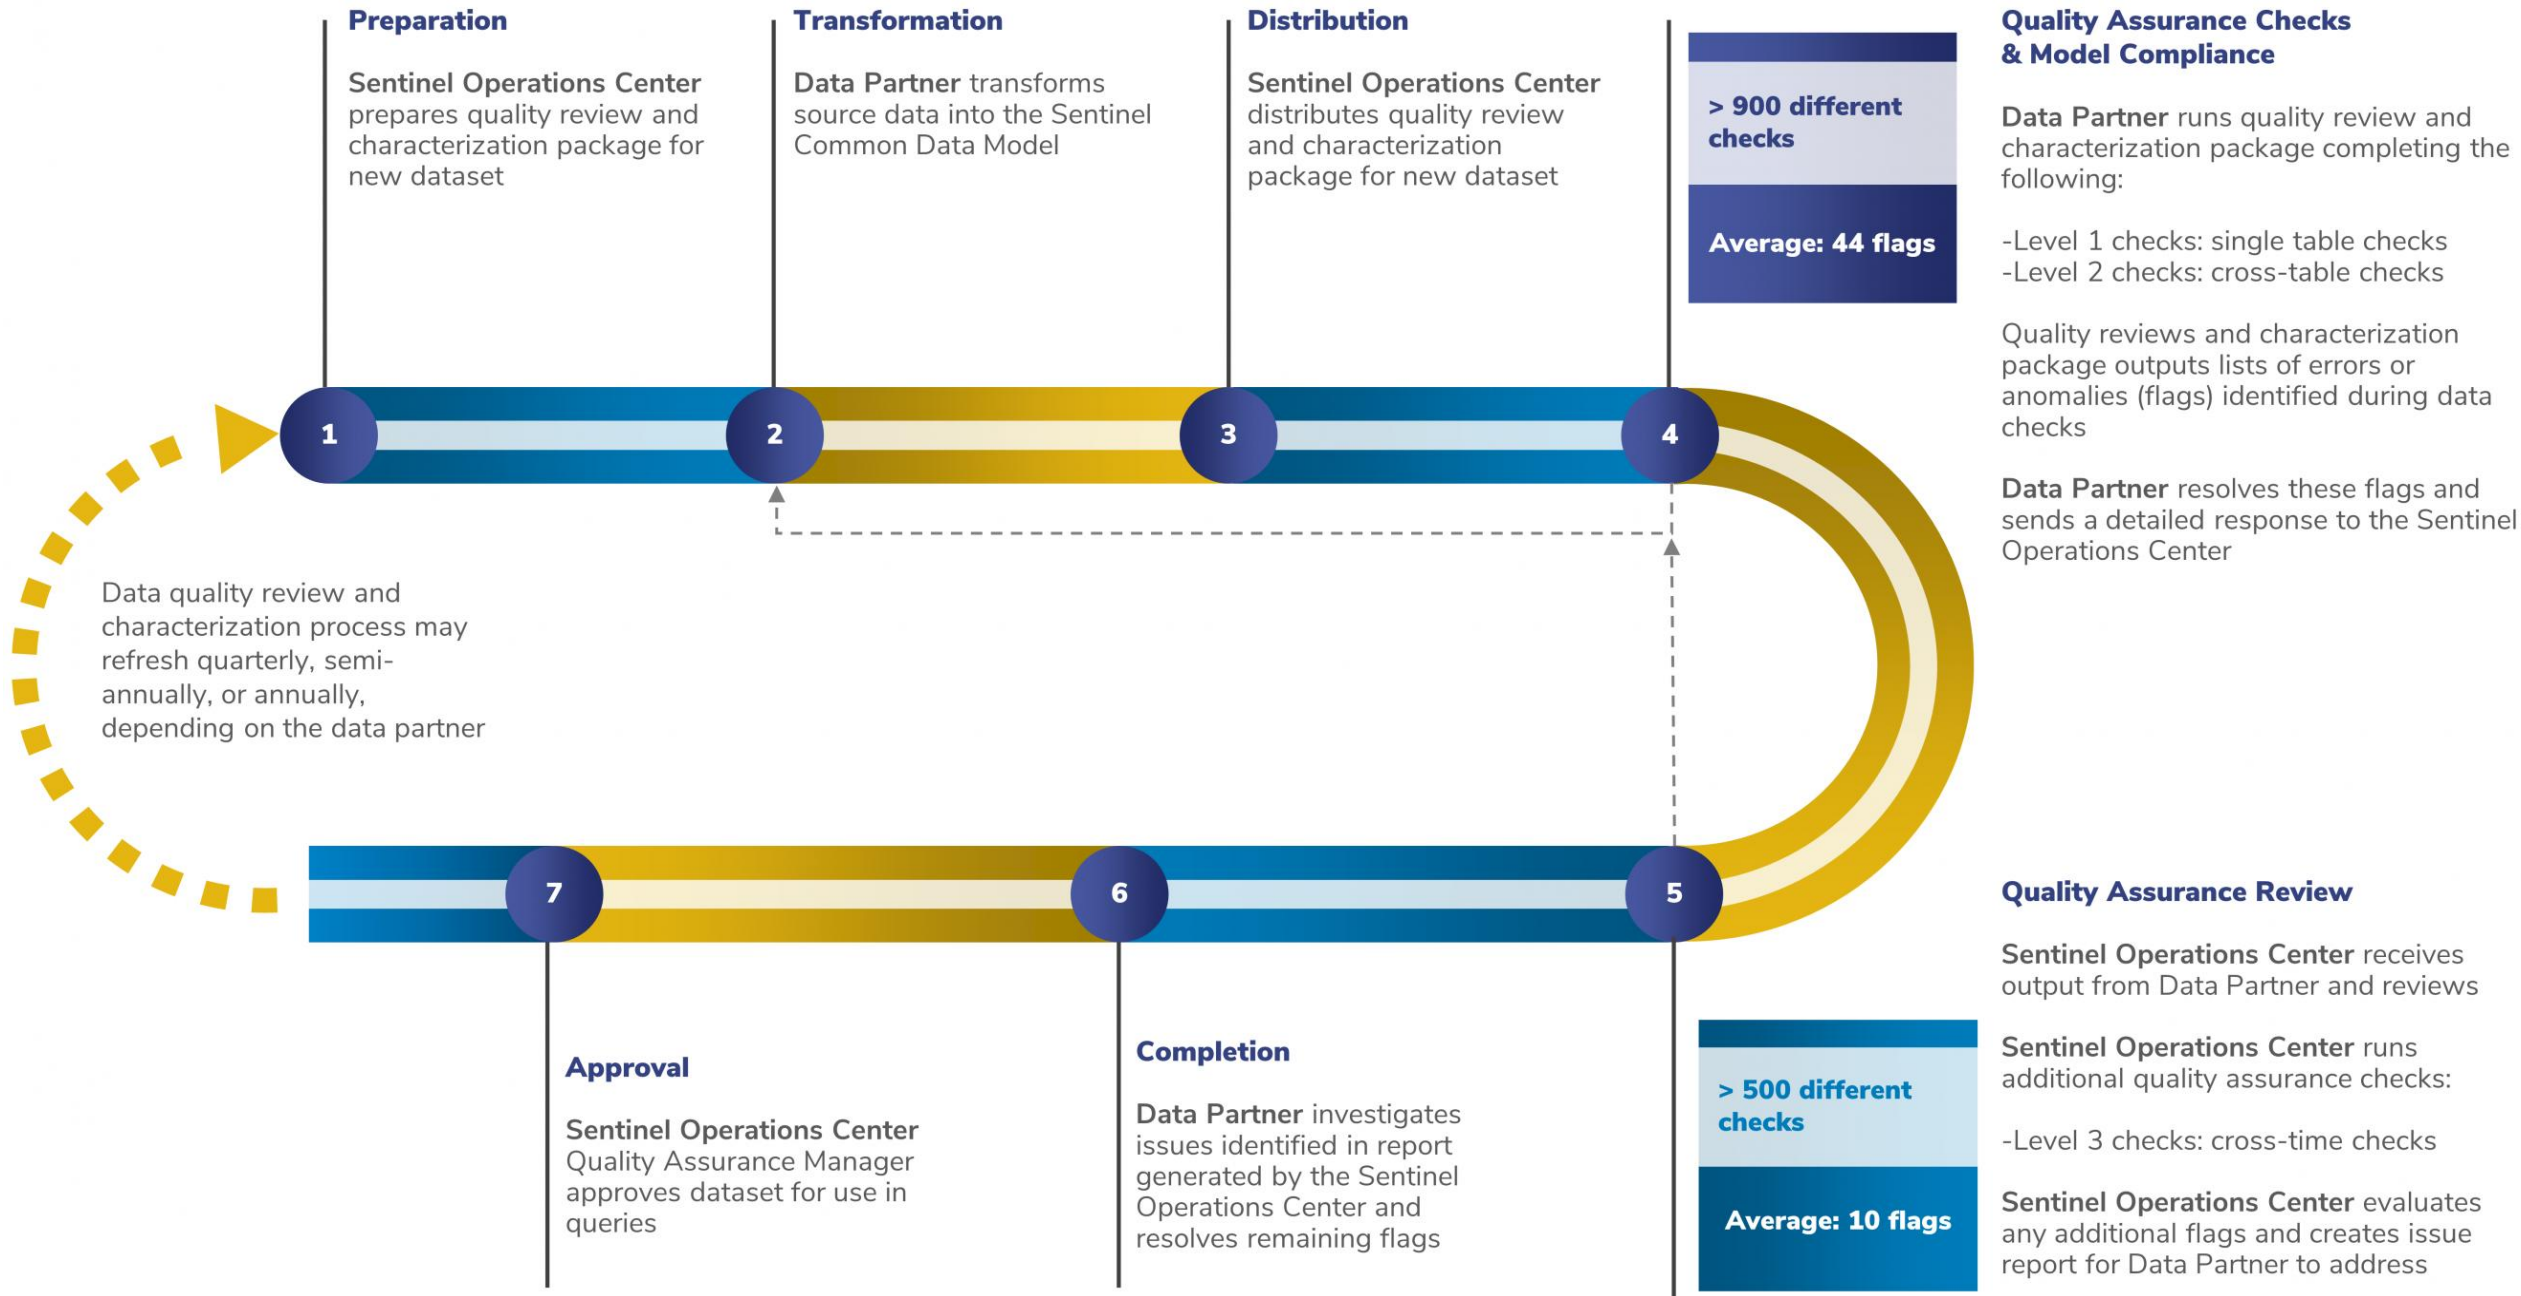 Preparation
Sentinel Operations Center
prepares quality review and
characterization package for
new dataset
Transformation
Data Partner transforms
source data into the Sentinel
Common Data Model
Distribution
Sentinel Operations Center
distributes quality review
and characterization
package for new dataset
> 900 different
checks
Average: 44 flags
Quality Assurance Checks
& Model Compliance
Data Partner runs quality review and
characterization package completing the
following:
-Level 1 checks: single table checks
-Level 2 checks: cross-table checks
Quality reviews and characterization
package outputs lists of errors or
anomalies (flags) identified during data
checks
Data Partner resolves these flags and
sends a detailed response to the Sentinel
Operations Center
1
2
3
4
Data quality review and
characterization process may
refresh quarterly, semi-
annually, or annually,
depending on the data partner
7
6
5
Approval
Sentinel Operations Center
Quality Assurance Manager
approves dataset for use in
queries
Completion
Data Partner investigates
issues identified in report
generated by the Sentinel
Operations Center and
resolves remaining flags
> 500 different
checks
Average: 10 flags
Quality Assurance Review
Sentinel Operations Center receives
output from Data Partner and reviews
Sentinel Operations Center runs
additional quality assurance checks:
-Level 3 checks: cross-time checks
Sentinel Operations Center evaluates
any additional flags and creates issue
report for Data Partner to address